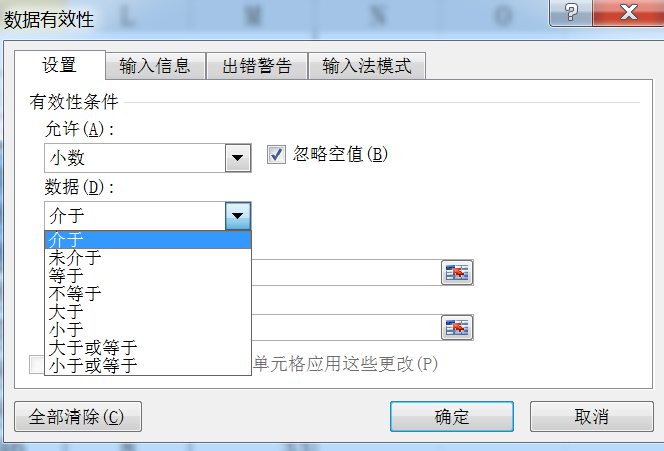 L M N O
数据有效性
设置 输入信息 出错警告 输入法模式
有效性条件
允许(A):
小数 忽略空值(B)
数据(D):
介于
介于
未介于
等于
不等于
大于
小于
大于或等于
小于或等于
单元格应用这些更改(P)
全部清除(C) 确定 取消